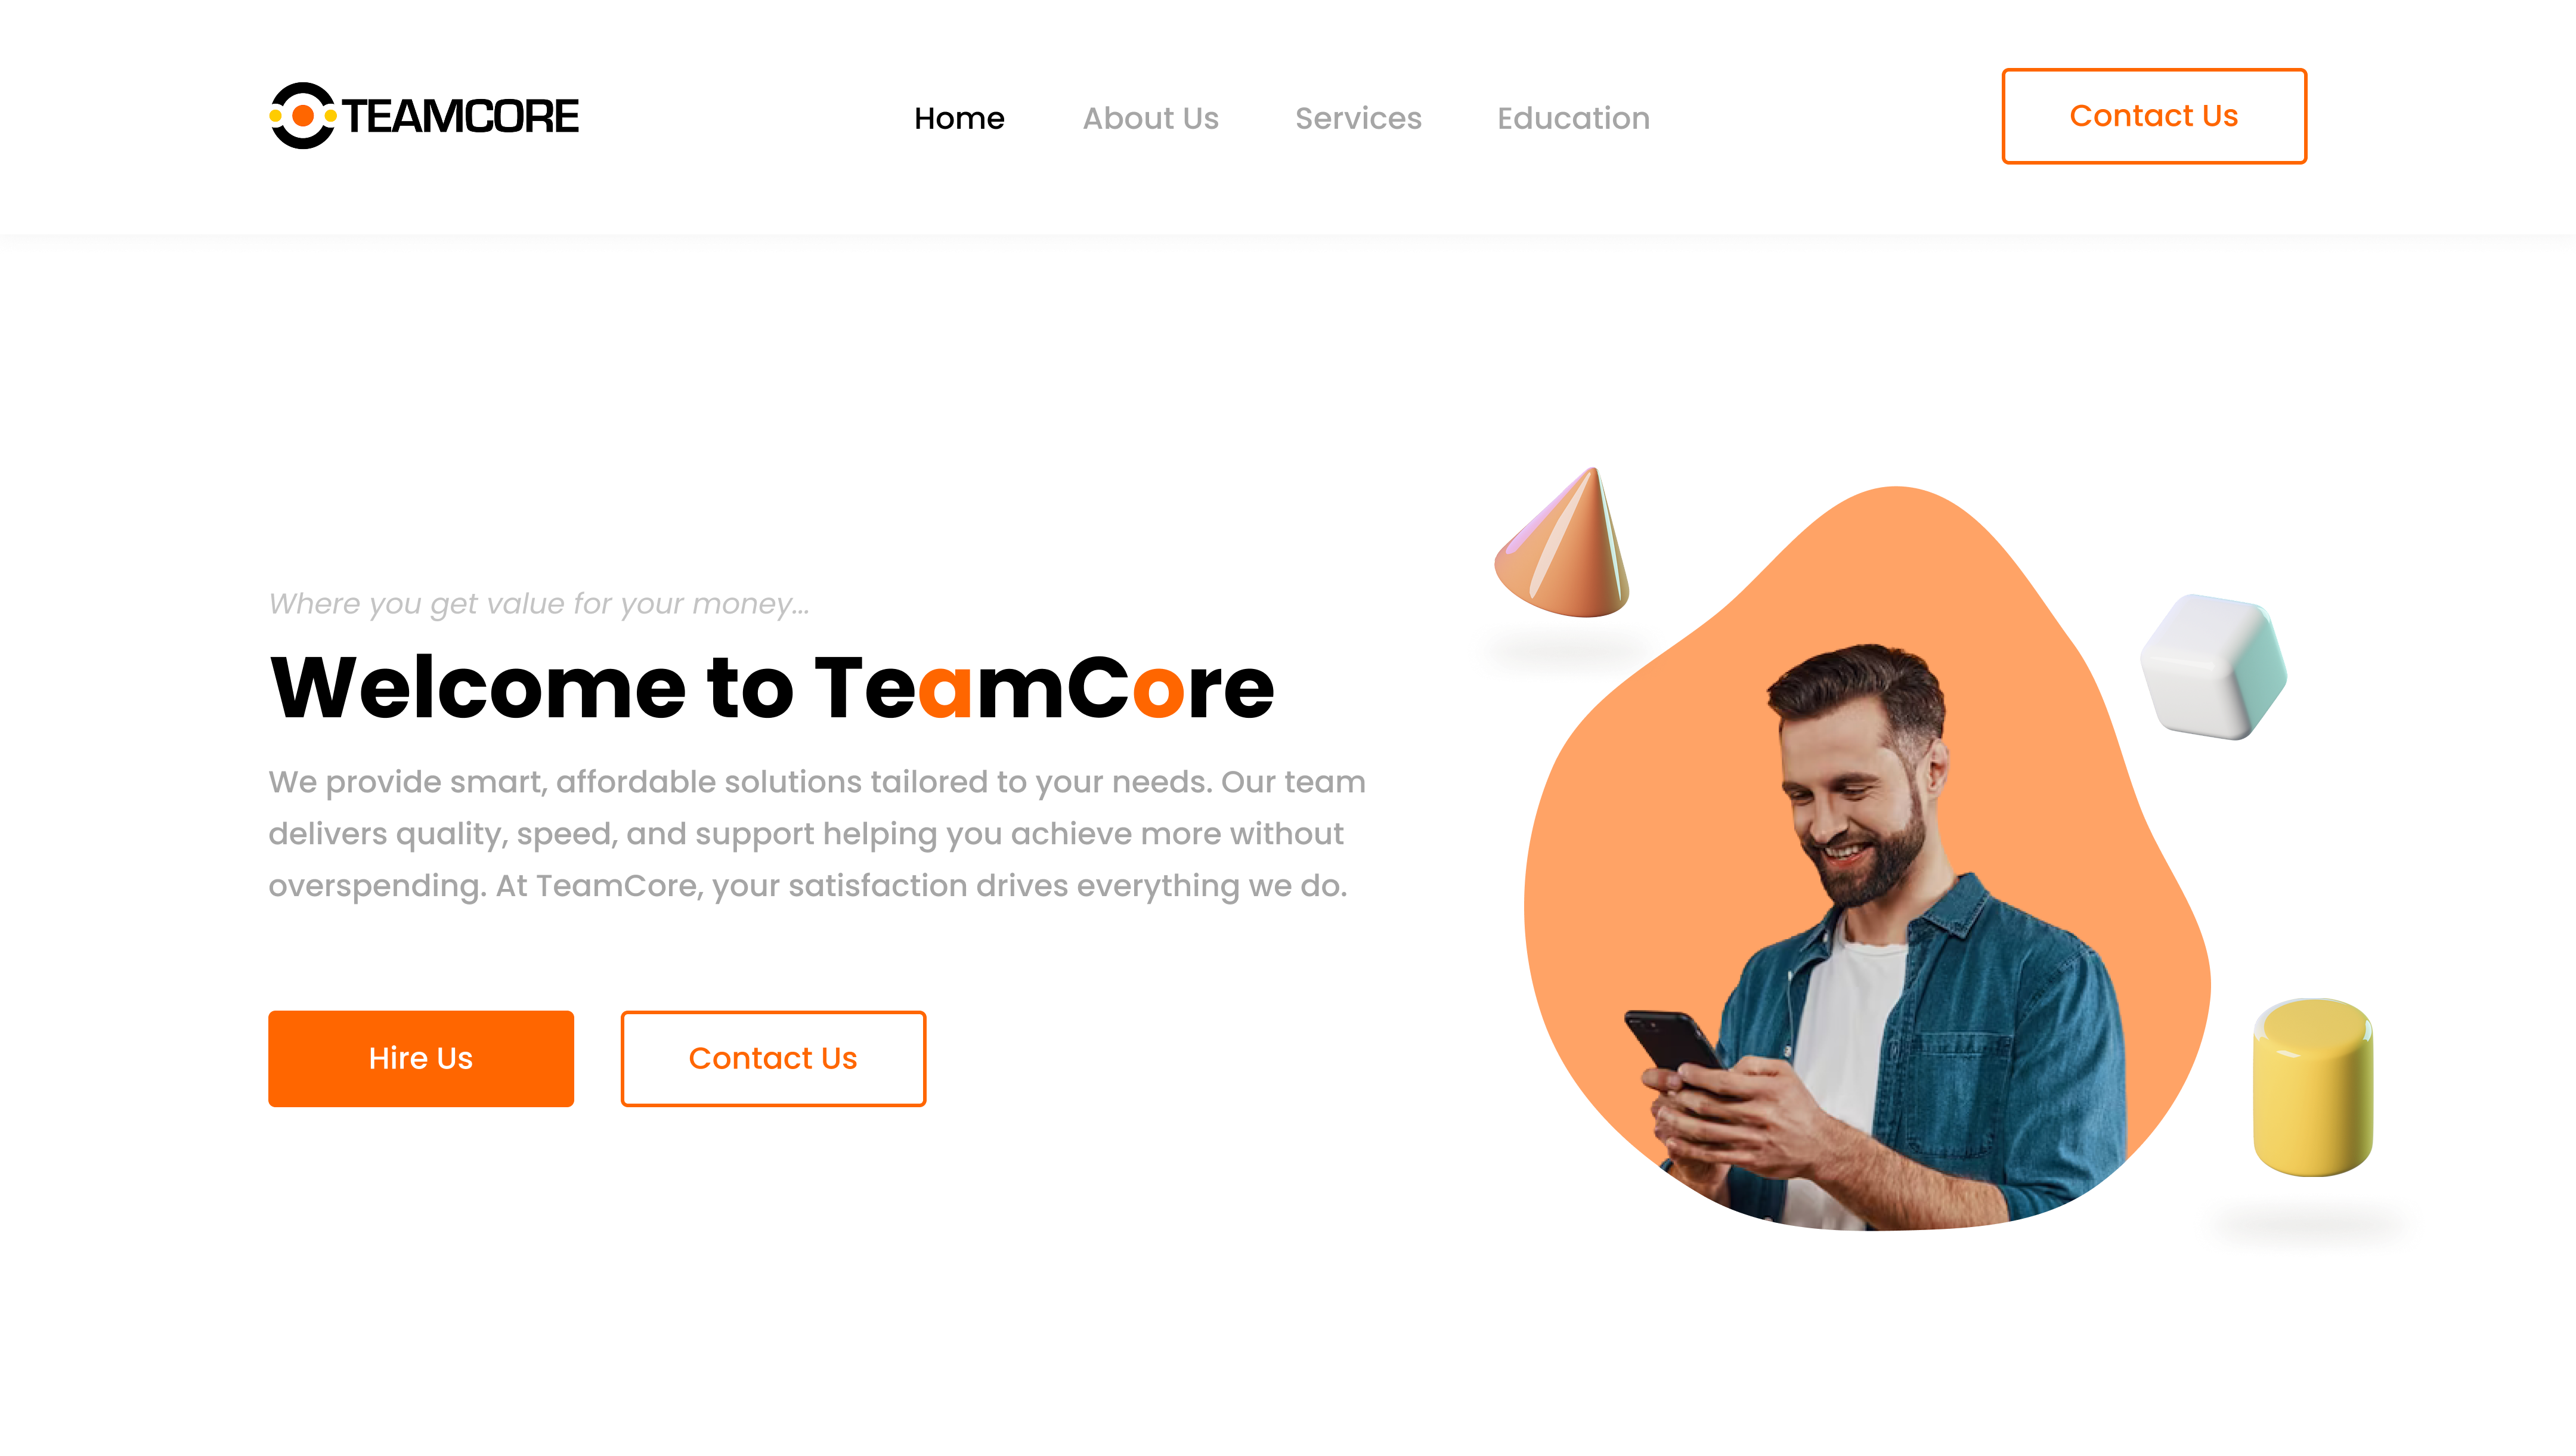 TEAMCORE
Home
About Us
Services
Education
Contact Us
Where you get value for your money...
Welcome to TeamCore
We provide smart, affordable solutions tailored to your needs. Our team
delivers quality, speed, and support helping you achieve more without
overspending. At TeamCore, your satisfaction drives everything we do.
Hire Us
Contact Us